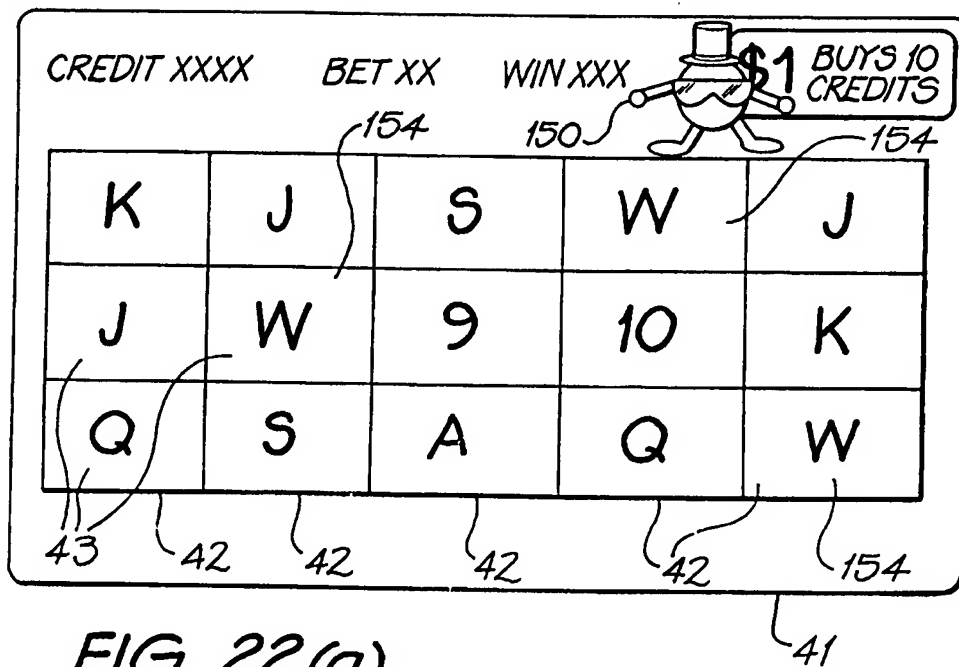 CREDIT XXXX BET XX WIN XXX $1 BUYS 10
CREDITS
154 150 154
K J S W J
J W 9 10 K
Q S A Q W
43 42 42 42 42 154
41
FIG. 22(a)